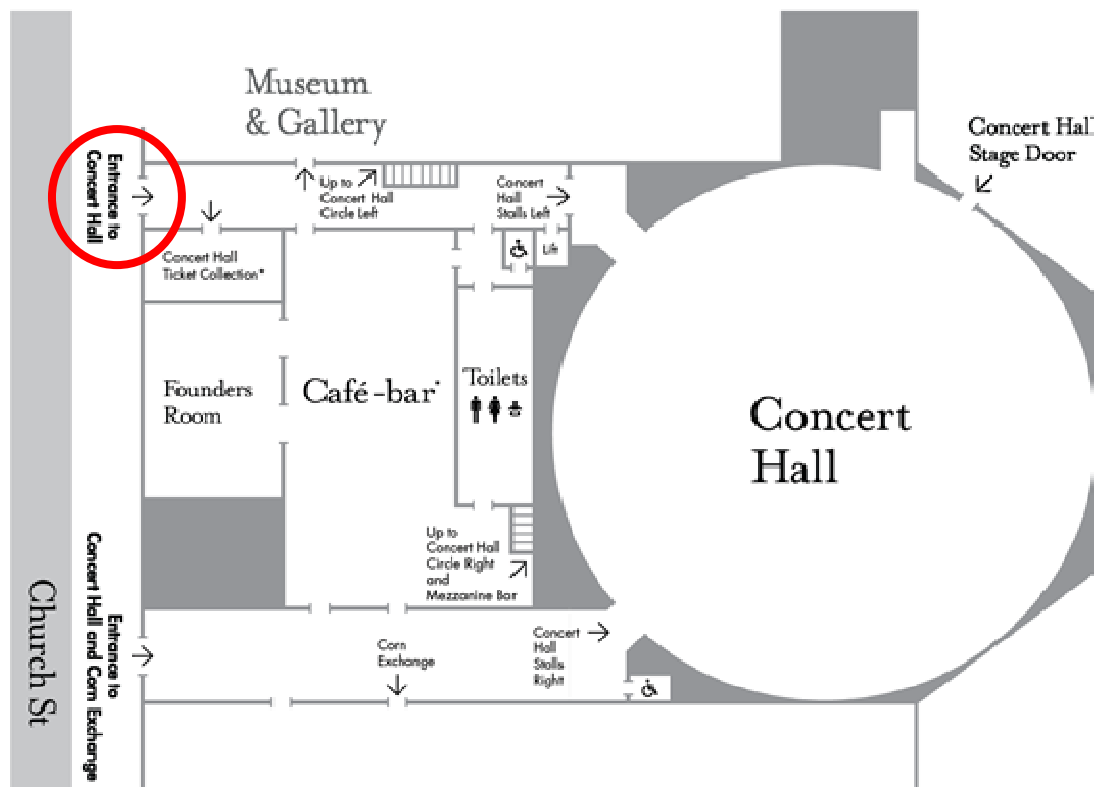 Museum
& Gallery
Concert Hall
Stage Door
Entrance to
Concert Hall
Up to
Concert Hall
Circle Left
Concert
Hall
Stalls Left
Concert Hall
Ticket Collection*
Lift
Founders
Room
Café-bar*
Toilets
Concert
Hall
Up to
Concert Hall
Circle Right
and
Mezzanine Bar
Church St
Entrance to
Concert Hall and Corn Exchange
Corn
Exchange
Concert
Hall
Stalls
Right